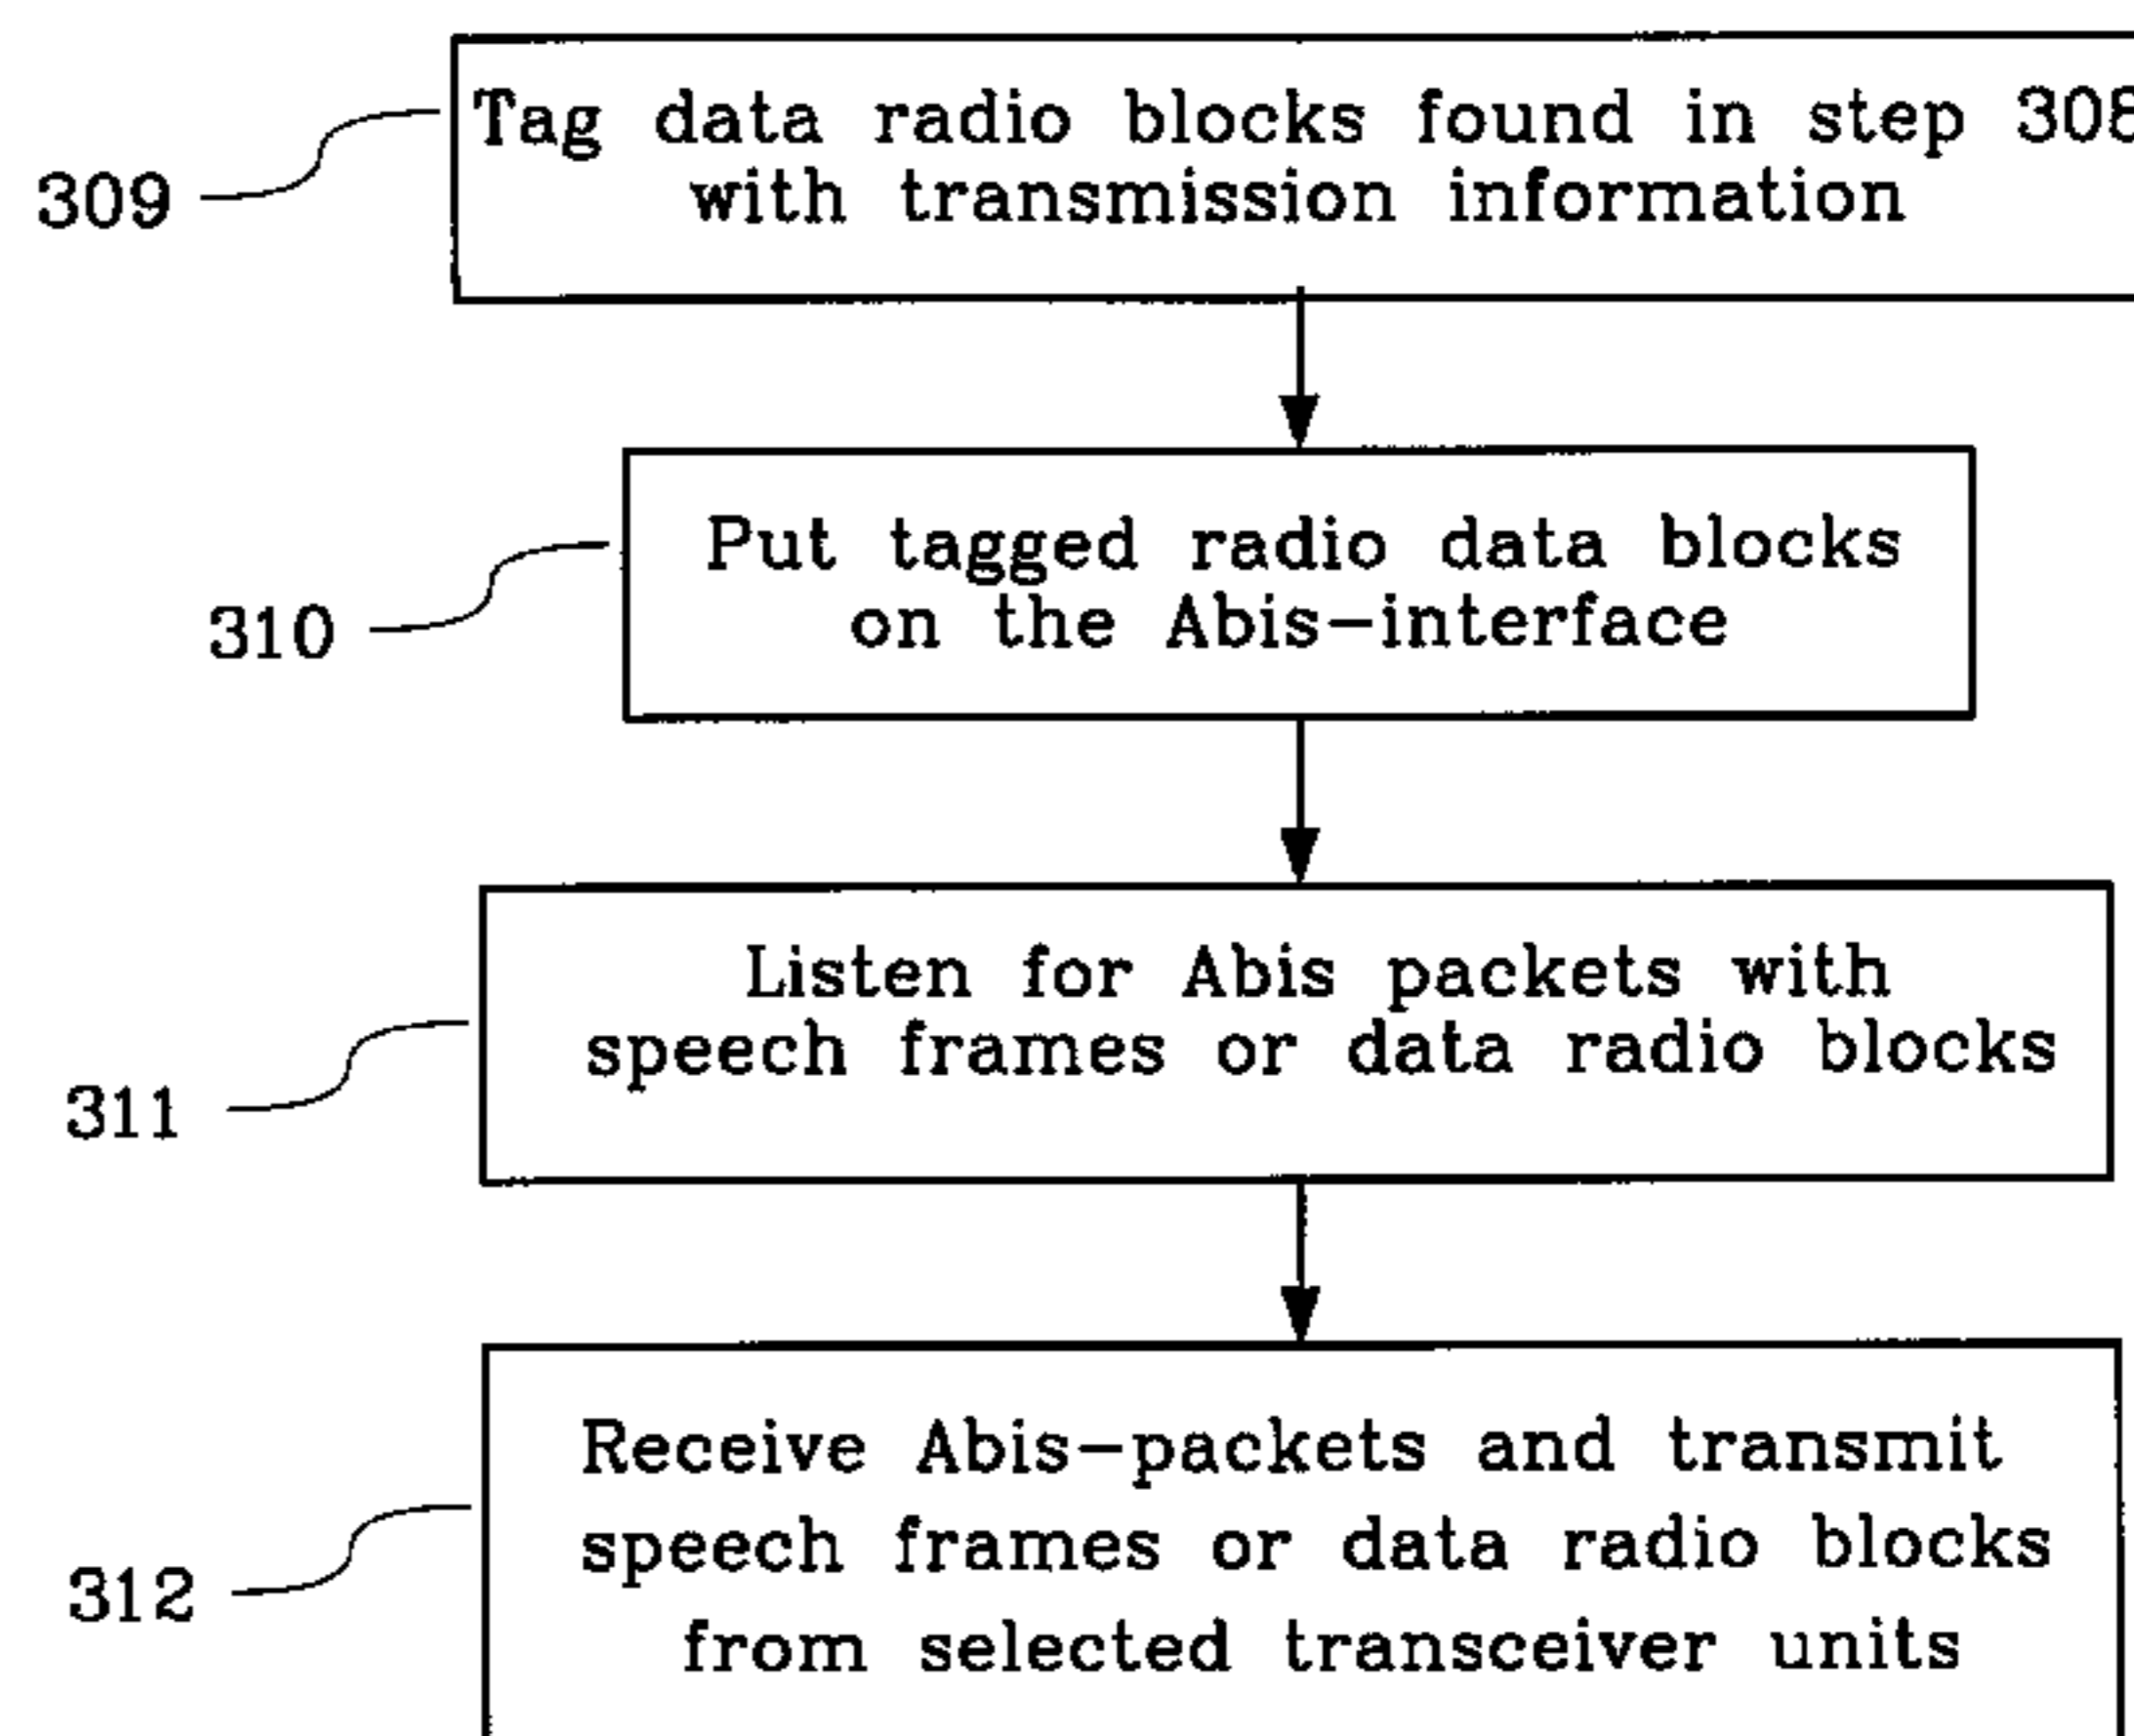 Tag data radio blocks found in step 308
with transmission information
309
Put tagged radio data blocks
on the Abis-interface
310
Listen for Abis packets with
speech frames or data radio blocks
311
Receive Abis-packets and transmit
speech frames or data radio blocks
from selected transceiver units
312